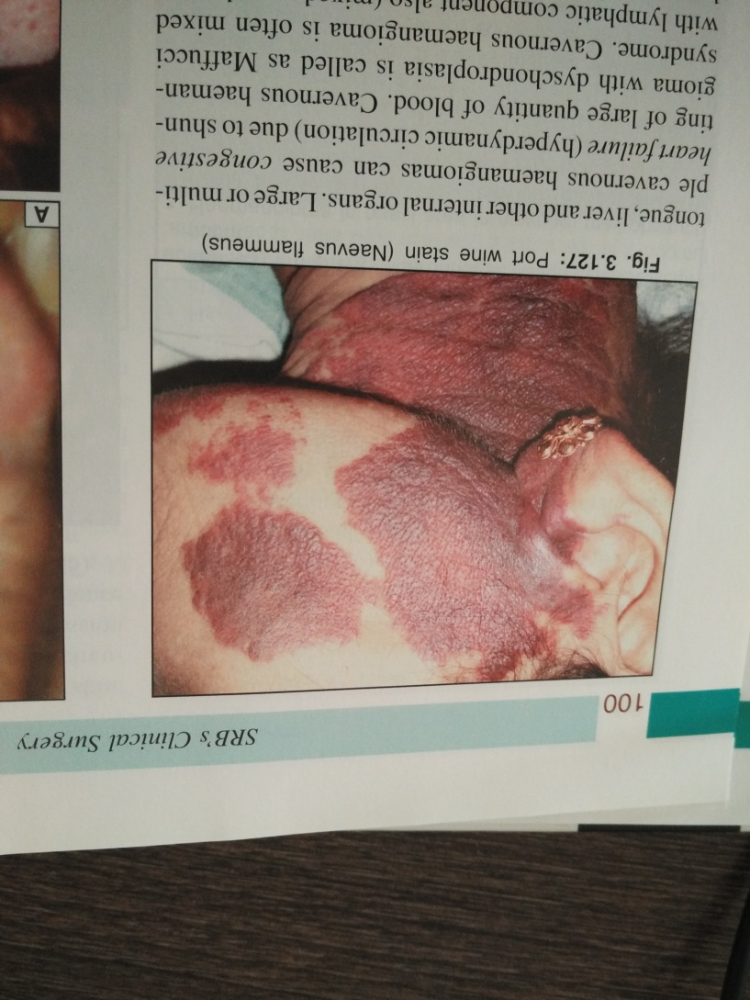 100
SRB's Clinical Surgery
Fig. 3.127: Port wine stain (Naevus flammeus)
tongue, liver and other internal organs. Large or multi-
ple cavernous haemangiomas can cause congestive
heart failure (hyperdynamic circulation) due to shun-
ting of large quantity of blood. Cavernous haeman-
gioma with dyschondroplasia is called as Maffucci
syndrome. Cavernous haemangioma is often mixed
with lymphatic component also
A